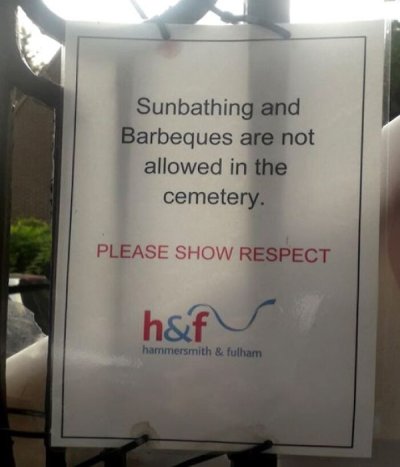 Sunbathing and
Barbeques are not
allowed in the
cemetery.
PLEASE SHOW RESPECT
h&f
hammersmith & fulham